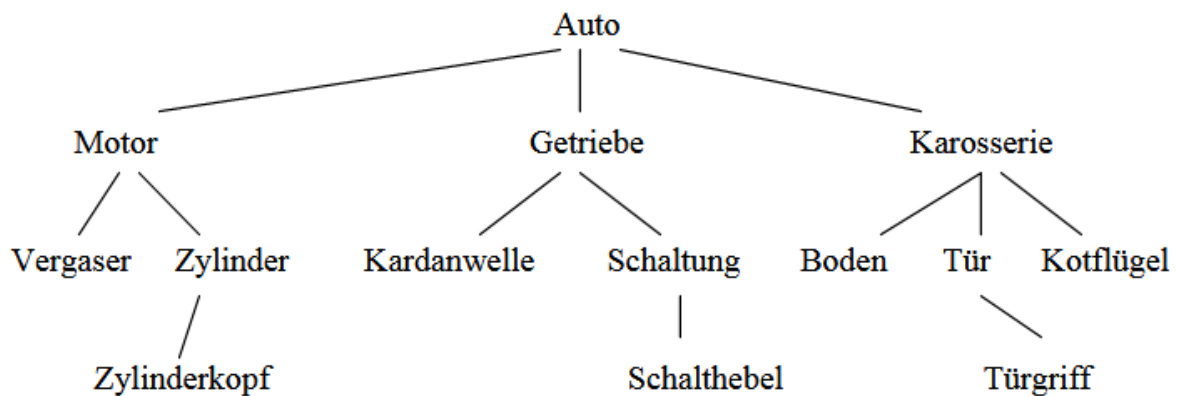 Auto
Motor Getriebe Karosserie
Vergaser Zylinder Kardanwelle Schaltung Boden Tür Kotflügel
Zylinderkopf Schalthebel Türgriff